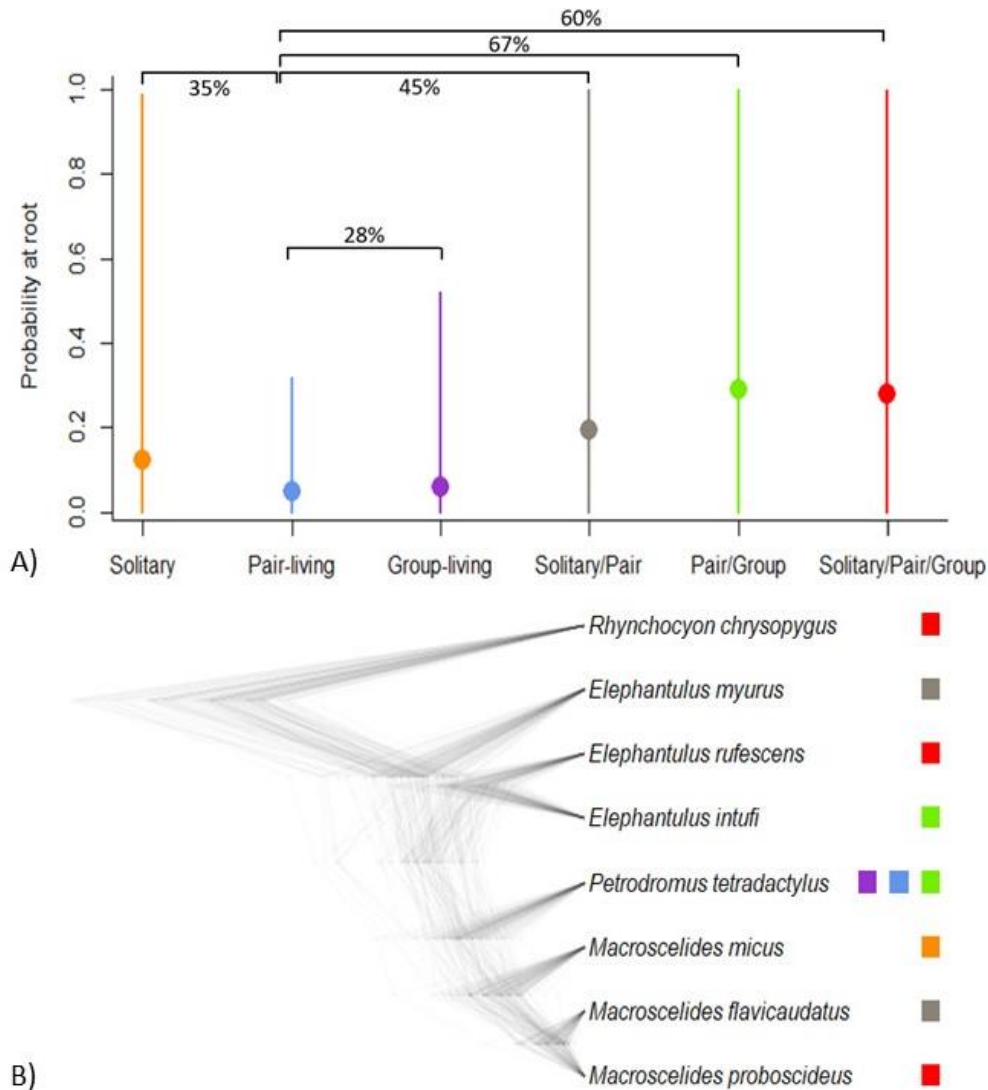 60%
67%
35%
45%
28%
Probability at root
1.0
0.8
0.6
0.4
0.2
0.0
A)
Solitary
Pair-living
Group-living
Solitary/Pair
Pair/Group
Solitary/Pair/Group
Rhynchocyon chrysopygus
Elephantulus myurus
Elephantulus rufescens
Elephantulus intufi
Petrodromus tetradactylus
Macroscelides micus
Macroscelides flavicaudatus
Macroscelides proboscideus
B)